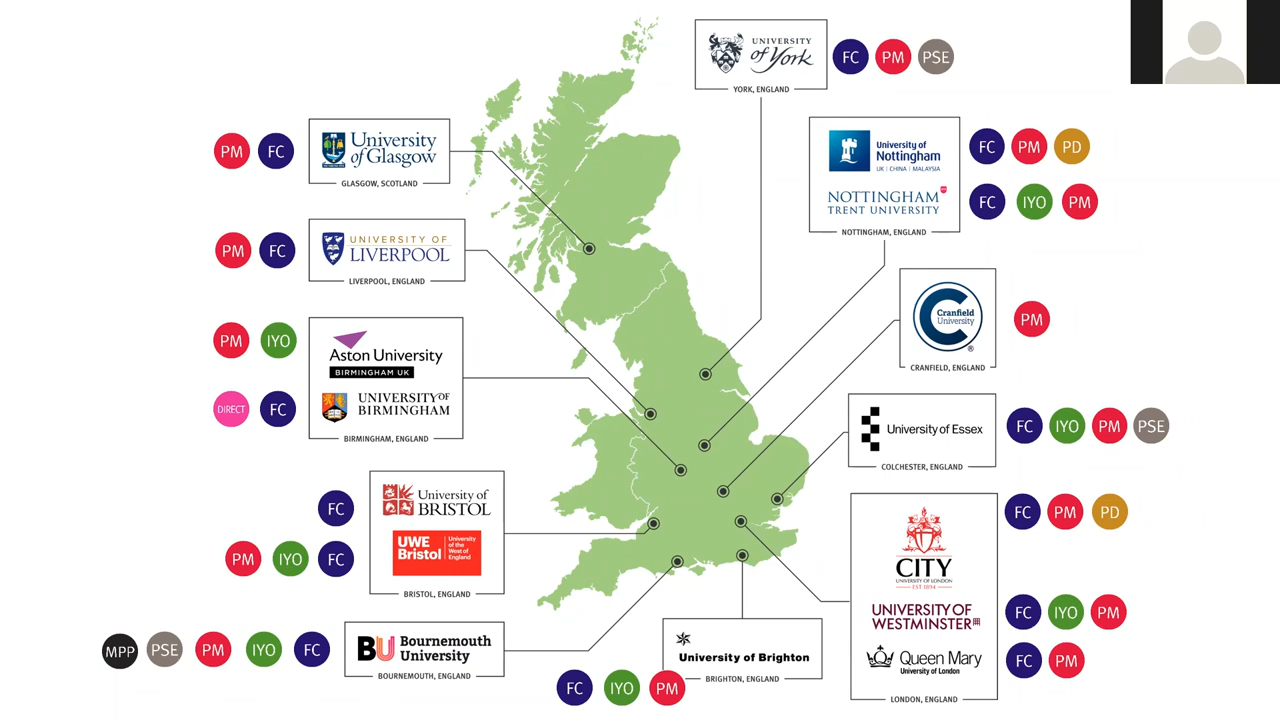 UNIVERSITY
of York
YORK, ENGLAND
FC PM PSE
PM FC
University
of Glasgow
GLASGOW, SCOTLAND
University of
Nottingham
UK | CHINA | MALAYSIA
FC PM PD
NOTTINGHAM
TRENT UNIVERSITY
FC IYO PM
NOTTINGHAM, ENGLAND
PM FC
UNIVERSITY OF
LIVERPOOL
LIVERPOOL, ENGLAND
Cranfield
University
®
CRANFIELD, ENGLAND
PM
PM IYO
Aston University
BIRMINGHAM UK
DIRECT FC
UNIVERSITY OF
BIRMINGHAM
BIRMINGHAM, ENGLAND
University of Essex
COLCHESTER, ENGLAND
FC IYO PM PSE
FC
University of
BRISTOL
PM IYO FC
UWE
Bristol
University
of the
West of
England
BRISTOL, ENGLAND
CITY
UNIVERSITY OF LONDON
EST 1894
FC PM PD
UNIVERSITY OF
WESTMINSTER
FC IYO PM
Queen Mary
University of London
FC PM
LONDON, ENGLAND
MPP PSE PM IYO FC
BU
Bournemouth
University
BOURNEMOUTH, ENGLAND
University of Brighton
BRIGHTON, ENGLAND
FC IYO PM